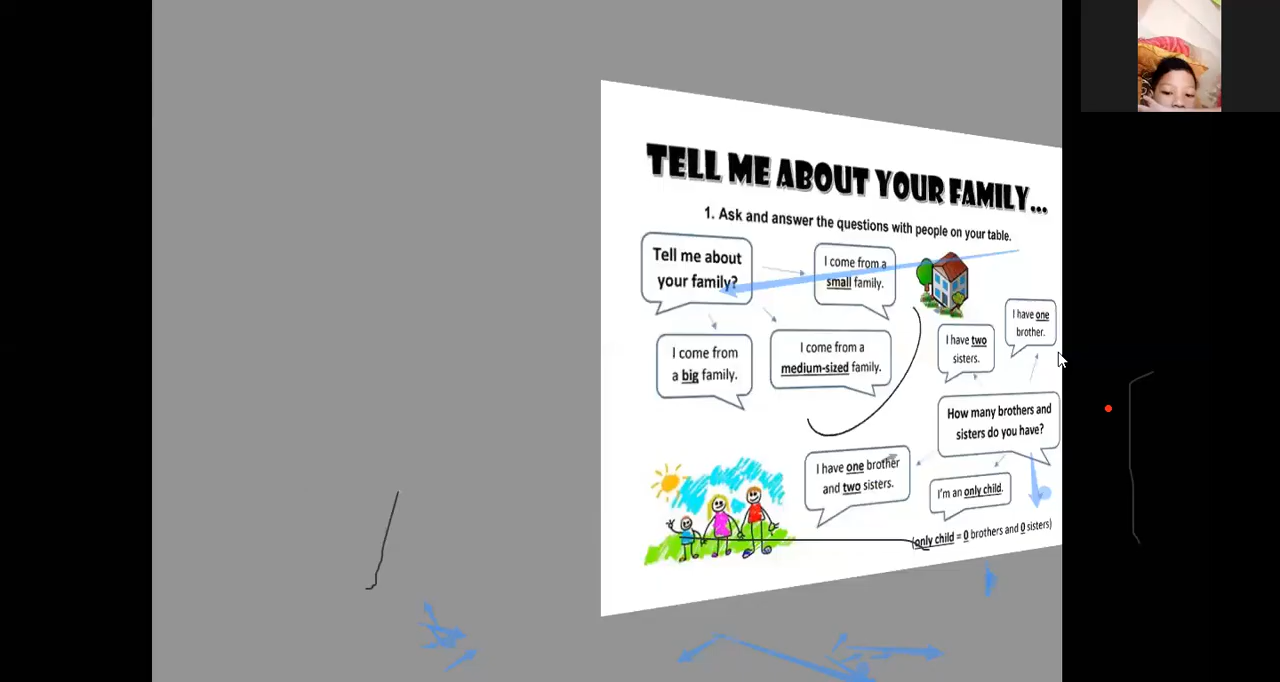 TELL ME ABOUT YOUR FAMILY...
1. Ask and answer the questions with people on your table.
Tell me about
your family?
I come from a
small family.
I come from
a big family.
I come from a
medium-sized family.
I have two
sisters.
I have one
brother.
How many brothers and
sisters do you have?
I have one brother
and two sisters.
I'm an only child.
(only child = 0 brothers and 0 sisters)